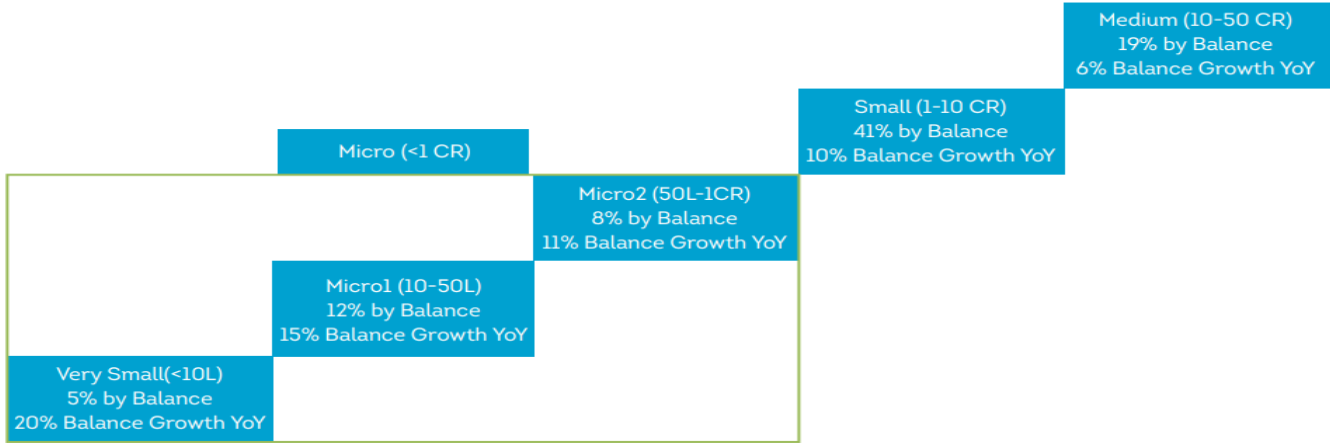 Medium (10-50 CR)
19% by Balance
6% Balance Growth YoY
Small (1-10 CR)
41% by Balance
10% Balance Growth YoY
Micro (<1 CR)
Micro2 (50L-1CR)
8% by Balance
11% Balance Growth YoY
Micro1 (10-50L)
12% by Balance
15% Balance Growth YoY
Very Small(<10L)
5% by Balance
20% Balance Growth YoY